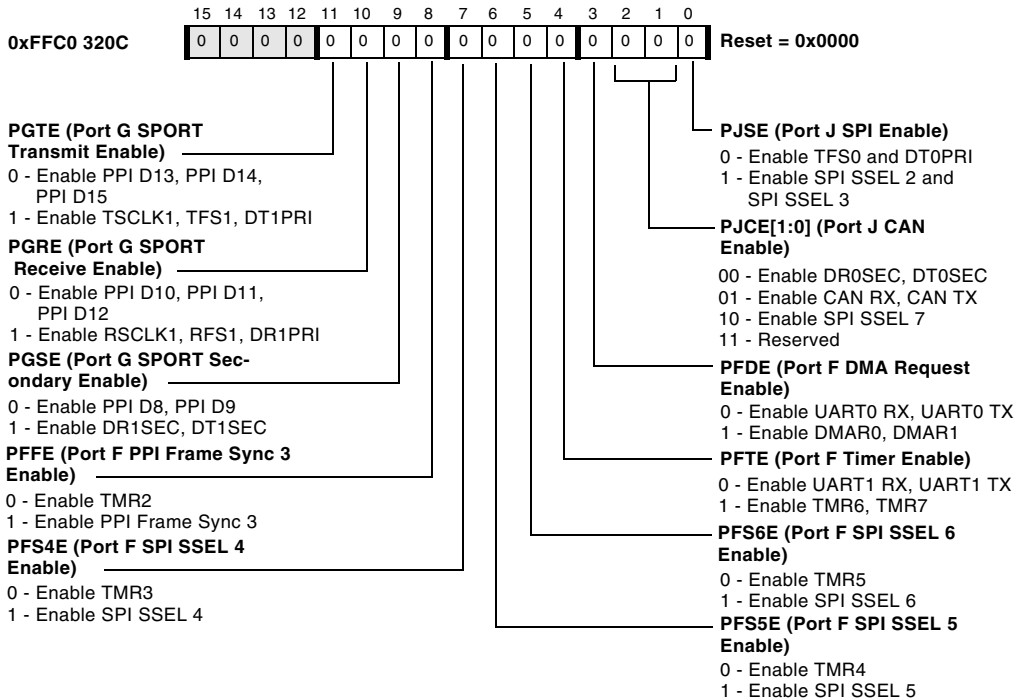 15 14 13 12 11 10 9 8 7 6 5 4 3 2 1 0
0xFFC0 320C
0 0 0 0 0 0 0 0 0 0 0 0 0 0 0 0
Reset = 0x0000
PGTE (Port G SPORT
Transmit Enable)
0 - Enable PPI D13, PPI D14,
PPI D15
1 - Enable TSCLK1, TFS1, DT1PRI
PGRE (Port G SPORT
Receive Enable)
0 - Enable PPI D10, PPI D11,
PPI D12
1 - Enable RSCLK1, RFS1, DR1PRI
PGSE (Port G SPORT Sec-
ondary Enable)
0 - Enable PPI D8, PPI D9
1 - Enable DR1SEC, DT1SEC
PFFE (Port F PPI Frame Sync 3
Enable)
0 - Enable TMR2
1 - Enable PPI Frame Sync 3
PFS4E (Port F SPI SSEL 4
Enable)
0 - Enable TMR3
1 - Enable SPI SSEL 4
PJSE (Port J SPI Enable)
0 - Enable TFS0 and DT0PRI
1 - Enable SPI SSEL 2 and
SPI SSEL 3
PJCE[1:0] (Port J CAN
Enable)
00 - Enable DR0SEC, DT0SEC
01 - Enable CAN RX, CAN TX
10 - Enable SPI SSEL 7
11 - Reserved
PFDE (Port F DMA Request
Enable)
0 - Enable UART0 RX, UART0 TX
1 - Enable DMAR0, DMAR1
PFTE (Port F Timer Enable)
0 - Enable UART1 RX, UART1 TX
1 - Enable TMR6, TMR7
PFS6E (Port F SPI SSEL 6
Enable)
0 - Enable TMR5
1 - Enable SPI SSEL 6
PFS5E (Port F SPI SSEL 5
Enable)
0 - Enable TMR4
1 - Enable SPI SSEL 5